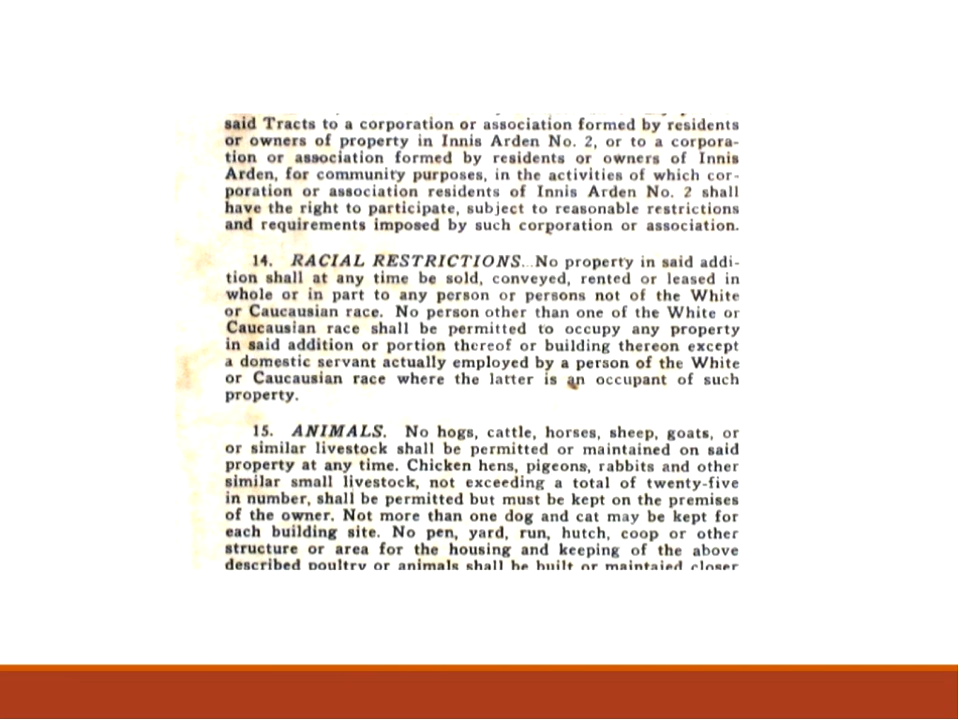 said Tracts to a corporation or association formed by residents
or owners of property in Innis Arden No. 2, or to a corpora-
tion or association formed by residents or owners of Innis
Arden, for community purposes, in the activities of which cor-
poration or association residents of Innis Arden No. 2 shall
have the right to participate, subject to reasonable restrictions
and requirements imposed by such corporation or association.
14. RACIAL RESTRICTIONS...No property in said addi-
tion shall at any time be sold, conveyed, rented or leased in
whole or in part to any person or persons not of the White
or Caucausian race. No person other than one of the White or
Caucausian race shall be permitted to occupy any property
in said addition or portion thereof or building thereon except
a domestic servant actually employed by a person of the White
or Caucausian race where the latter is an occupant of such
property.
15. ANIMALS. No hogs, cattle, horses, sheep, goats, or
or similar livestock shall be permitted or maintained on said
property at any time. Chicken hens, pigeons, rabbits and other
similar small livestock, not exceeding a total of twenty-five
in number, shall be permitted but must be kept on the premises
of the owner. Not more than one dog and cat may be kept for
each building site. No pen, yard, run, hutch, coop or other
structure or area for the housing and keeping of the above
described poultry or animals shall be built or maintaied closer